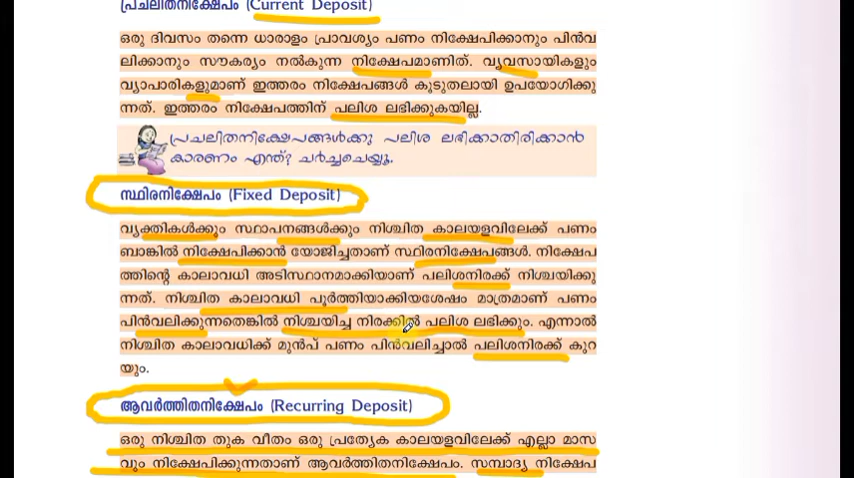 പ്രചലിതനിക്ഷേപം (Current Deposit)
ഒരു ദിവസം തന്നെ ധാരാളം പ്രാവശ്യം പണം നിക്ഷേപിക്കാനും പിൻവ
ലിക്കാനും സൗകര്യം നൽകുന്ന നിക്ഷേപമാണിത്. വ്യവസായികളും
വ്യാപാരികളുമാണ് ഇത്തരം നിക്ഷേപങ്ങൾ കൂടുതലായി ഉപയോഗിക്കു
ന്നത്. ഇത്തരം നിക്ഷേപത്തിന് പലിശ ലഭിക്കുകയില്ല.
പ്രചലിതനിക്ഷേപങ്ങൾക്കു പലിശ ലഭിക്കാതിരിക്കാൻ
കാരണം എന്ത്? ചർച്ചചെയ്യൂ.
സ്ഥിരനിക്ഷേപം (Fixed Deposit)
വ്യക്തികൾക്കും സ്ഥാപനങ്ങൾക്കും നിശ്ചിത കാലയളവിലേക്ക് പണം
ബാങ്കിൽ നിക്ഷേപിക്കാൻ യോജിച്ചതാണ് സ്ഥിരനിക്ഷേപങ്ങൾ. നിക്ഷേപ
ത്തിന്റെ കാലാവധി അടിസ്ഥാനമാക്കിയാണ് പലിശനിരക്ക് നിശ്ചയിക്കു
ന്നത്. നിശ്ചിത കാലാവധി പൂർത്തിയാക്കിയശേഷം മാത്രമാണ് പണം
പിൻവലിക്കുന്നതെങ്കിൽ നിശ്ചയിച്ച നിരക്കിൽ പലിശ ലഭിക്കും. എന്നാൽ
നിശ്ചിത കാലാവധിക്ക് മുൻപ് പണം പിൻവലിച്ചാൽ പലിശനിരക്ക് കുറ
യും.
ആവർത്തിതനിക്ഷേപം (Recurring Deposit)
ഒരു നിശ്ചിത തുക വീതം ഒരു പ്രത്യേക കാലയളവിലേക്ക് എല്ലാ മാസ
വും നിക്ഷേപിക്കുന്നതാണ് ആവർത്തിതനിക്ഷേപം. സമ്പാദ്യ നിക്ഷേപ